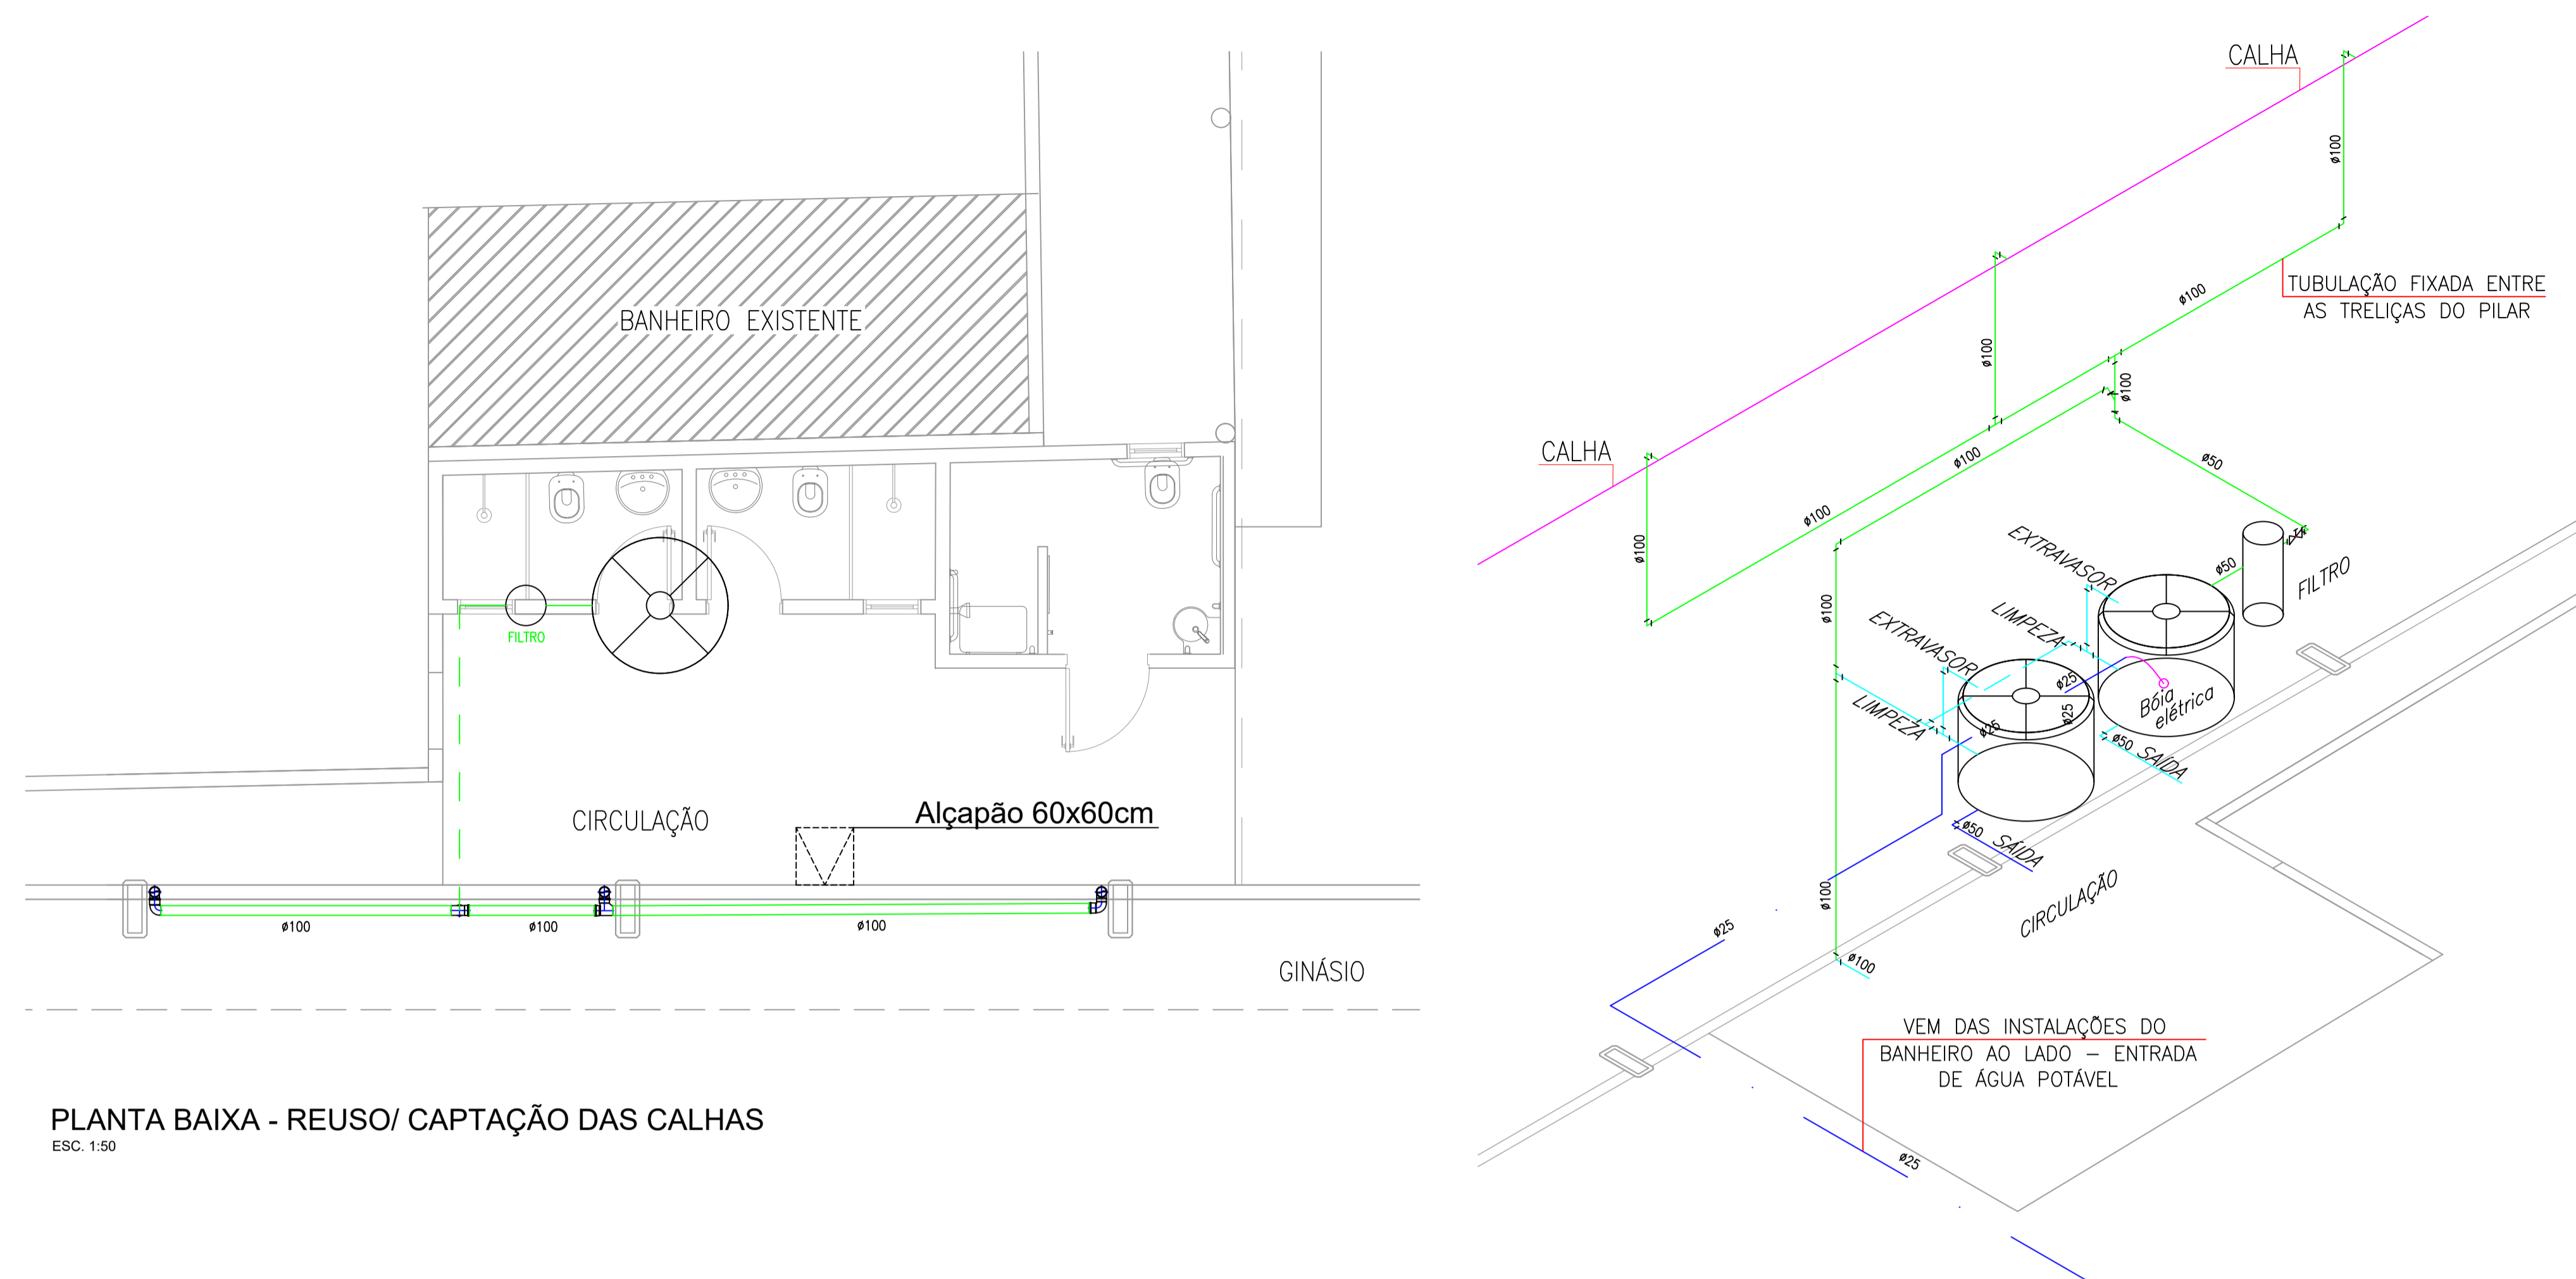 BANHEIRO EXISTENTE
FILTRO
CIRCULAÇÃO
Alçapão 60x60cm
ø100
ø100
ø100
GINÁSIO
PLANTA BAIXA - REUSO/ CAPTAÇÃO DAS CALHAS
ESC. 1:50
CALHA
ø100
TUBULAÇÃO FIXADA ENTRE
AS TRELIÇAS DO PILAR
ø100
ø100
ø100
CALHA
ø100
ø50
ø100
ø100
EXTRAVASOR
ø50
FILTRO
ø100
LIMPEZA
EXTRAVASOR
ø25
Bóia
elétrica
LIMPEZA
ø25
ø25
ø50
SAÍDA
ø50
SAÍDA
ø100
CIRCULAÇÃO
ø25
ø100
VEM DAS INSTALAÇÕES DO
BANHEIRO AO LADO – ENTRADA
DE ÁGUA POTÁVEL
ø25